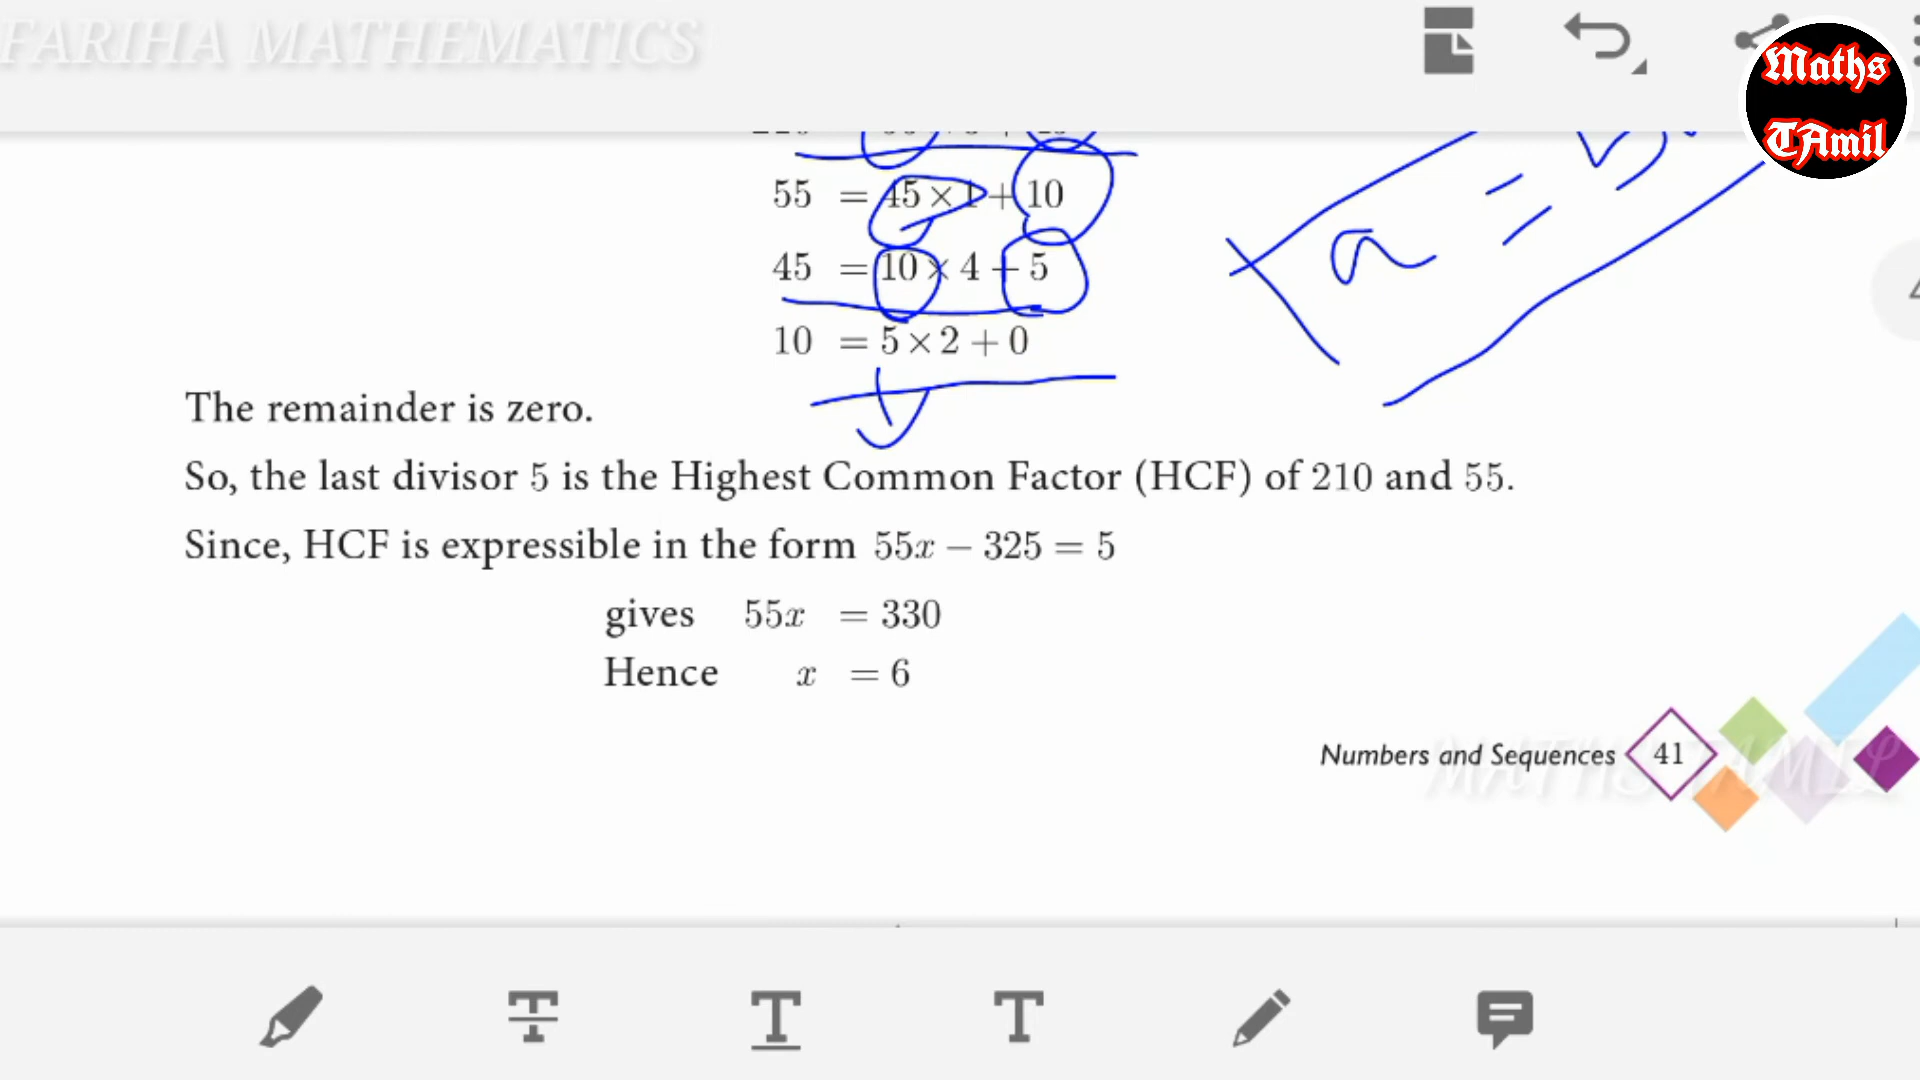 FARIHA MATHEMATICS
Maths
TAmil
55 = 45 × 1 + 10
a =
45 = 10 × 4 + 5
10 = 5 × 2 + 0
The remainder is zero.
So, the last divisor 5 is the Highest Common Factor (HCF) of 210 and 55.
Since, HCF is expressible in the form 55x − 325 = 5
gives 55x = 330
Hence x = 6
Numbers and Sequences 41
MATHS TAMIL
T T T